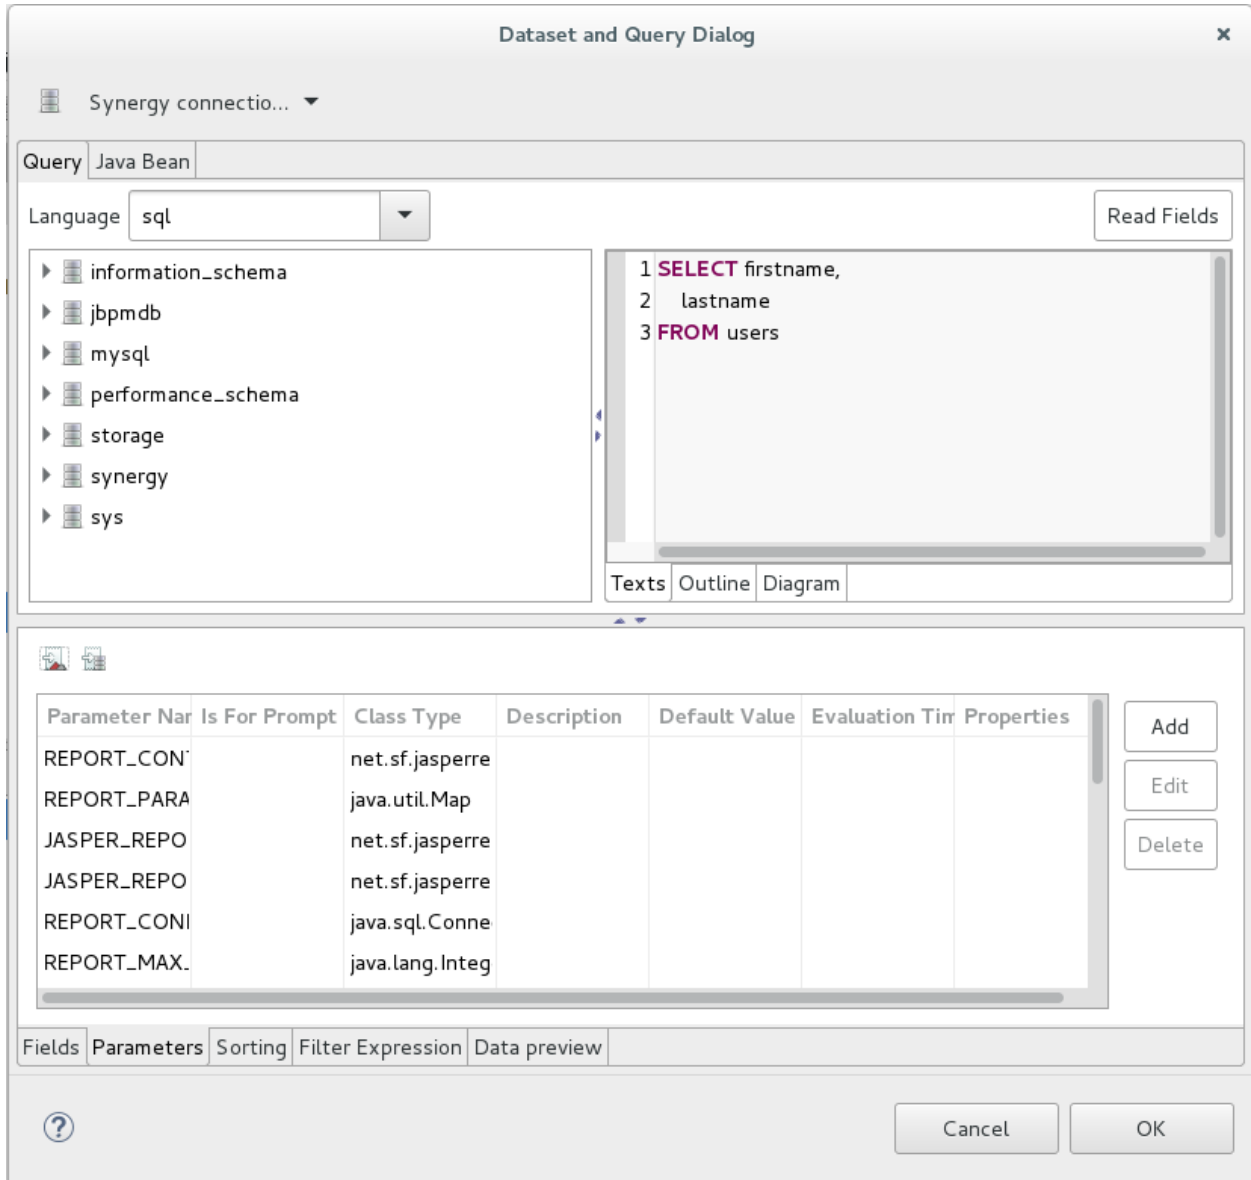 Dataset and Query Dialog
Synergy connectio...
Query Java Bean
Language sql Read Fields
information_schema
jbpmdb
mysql
performance_schema
storage
synergy
sys
1 SELECT firstname,
2 lastname
3 FROM users
Texts Outline Diagram
Parameter Nar Is For Prompt Class Type Description Default Value Evaluation Tim Properties
REPORT_CONT net.sf.jasperre
REPORT_PARA java.util.Map
JASPER_REPO net.sf.jasperre
JASPER_REPO net.sf.jasperre
REPORT_CONI java.sql.Conne
REPORT_MAX_ java.lang.Integ
Add
Edit
Delete
Fields Parameters Sorting Filter Expression Data preview
? Cancel OK